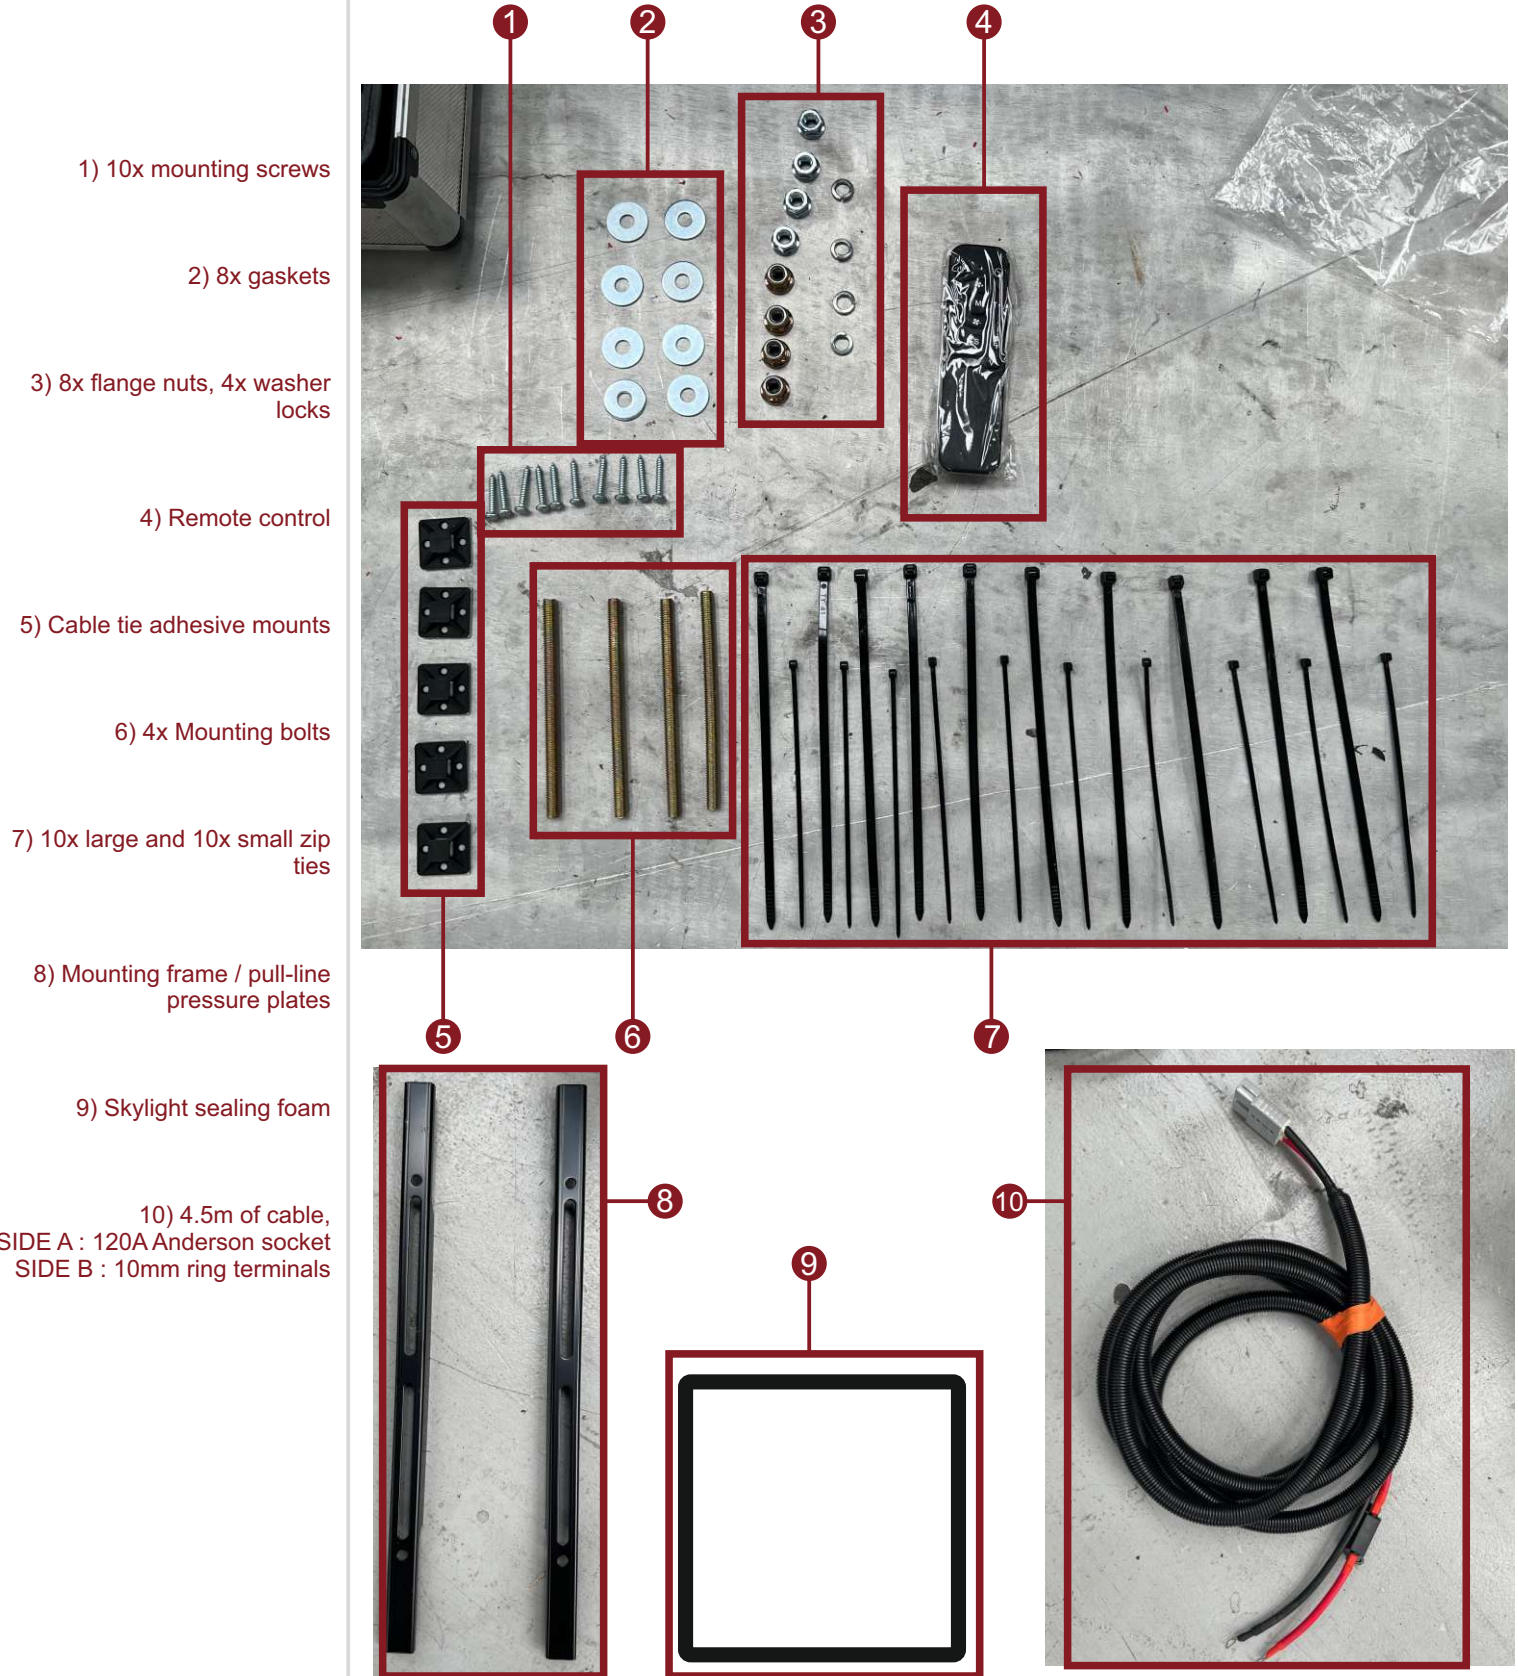 1
2
3
4
1) 10x mounting screws
2) 8x gaskets
3) 8x flange nuts, 4x washer
locks
4) Remote control
5) Cable tie adhesive mounts
6) 4x Mounting bolts
7) 10x large and 10x small zip
ties
8) Mounting frame / pull-line
pressure plates
9) Skylight sealing foam
10) 4.5m of cable,
SIDE A : 120A Anderson socket
SIDE B : 10mm ring terminals
M
5
6
7
8
9
10